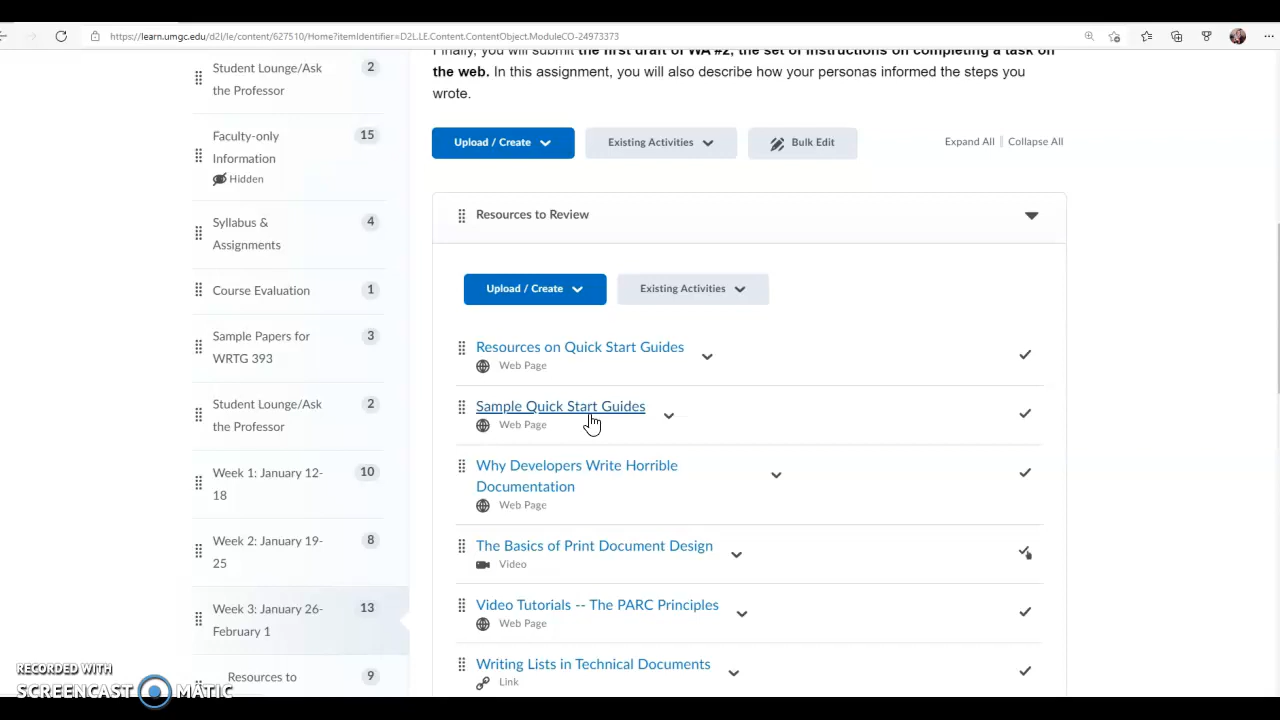 https://learn.umgc.edu/d2l/le/content/627510/Home?itemIdentifier=D2L.LE.Content.ContentObject.ModuleCO-24973373
Finally, you will submit the first draft of WA #2, the set of instructions on completing a task on
the web. In this assignment, you will also describe how your personas informed the steps you
wrote.
Upload / Create
Existing Activities
Bulk Edit
Expand All | Collapse All
Resources to Review
Upload / Create
Existing Activities
Resources on Quick Start Guides
Web Page
Sample Quick Start Guides
Web Page
Why Developers Write Horrible
Documentation
Web Page
The Basics of Print Document Design
Video
Video Tutorials -- The PARC Principles
Web Page
Writing Lists in Technical Documents
Link
Student Lounge/Ask 2
the Professor
Faculty-only 15
Information
Hidden
Syllabus & 4
Assignments
Course Evaluation 1
Sample Papers for 3
WRTG 393
Student Lounge/Ask 2
the Professor
Week 1: January 12- 10
18
Week 2: January 19- 8
25
Week 3: January 26- 13
February 1
Resources to 9
RECORDED WITH
SCREENCAST MATIC